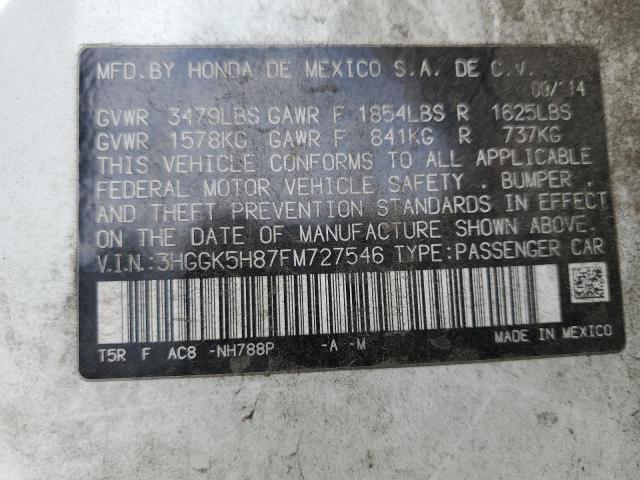 MFD.BY HONDA DE MEXICO S.A. DE C.V.
09/14
GVWR 3479LBS GAWR F 1854LBS R 1625LBS
GVWR 1578KG GAWR F 841KG R 737KG
THIS VEHICLE CONFORMS TO ALL APPLICABLE
FEDERAL MOTOR VEHICLE SAFETY , BUMPER ,
AND THEFT PREVENTION STANDARDS IN EFFECT
ON THE DATE OF MANUFACTURE SHOWN ABOVE.
V.I.N:3HGGK5H87FM727546 TYPE:PASSENGER CAR
T5R F AC8 -NH788P -A -M
MADE IN MEXICO